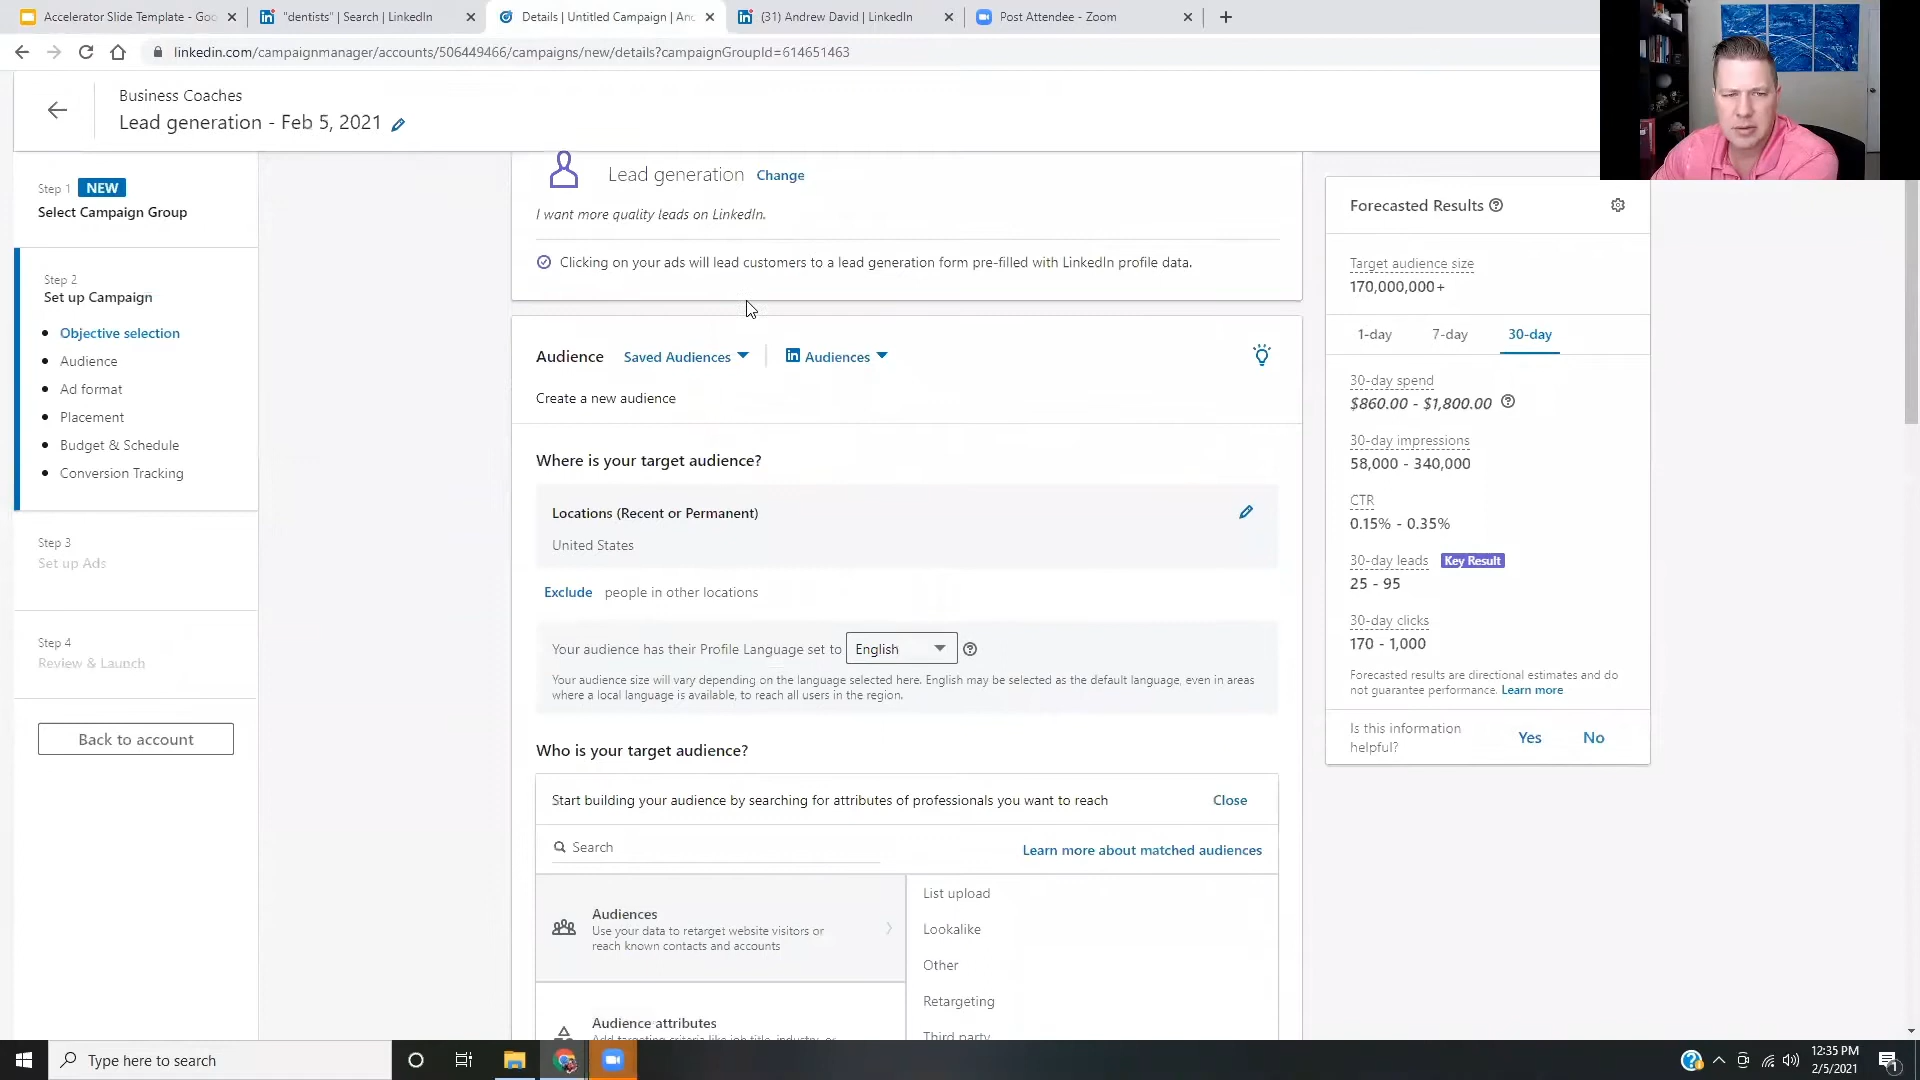 Accelerator Slide Template - Goo
"dentists" | Search | LinkedIn
Details | Untitled Campaign | Anc
(31) Andrew David | LinkedIn
Post Attendee - Zoom
linkedin.com/campaignmanager/accounts/506449466/campaigns/new/details?campaignGroupId=614651463
Business Coaches
Lead generation - Feb 5, 2021
Step 1 NEW
Select Campaign Group
Step 2
Set up Campaign
Objective selection
Audience
Ad format
Placement
Budget & Schedule
Conversion Tracking
Step 3
Set up Ads
Step 4
Review & Launch
Back to account
Lead generation Change
I want more quality leads on LinkedIn.
Clicking on your ads will lead customers to a lead generation form pre-filled with LinkedIn profile data.
Audience Saved Audiences in Audiences
Create a new audience
Where is your target audience?
Locations (Recent or Permanent)
United States
Exclude people in other locations
Your audience has their Profile Language set to English
Your audience size will vary depending on the language selected here. English may be selected as the default language, even in areas
where a local language is available, to reach all users in the region.
Who is your target audience?
Start building your audience by searching for attributes of professionals you want to reach Close
Search Learn more about matched audiences
Audiences
Use your data to retarget website visitors or
reach known contacts and accounts
Audience attributes
Add targeting criteria like job title, industry, or
List upload
Lookalike
Other
Retargeting
Third party
Forecasted Results
Target audience size
170,000,000+
1-day 7-day 30-day
30-day spend
$860.00 - $1,800.00
30-day impressions
58,000 - 340,000
CTR
0.15% - 0.35%
30-day leads Key Result
25 - 95
30-day clicks
170 - 1,000
Forecasted results are directional estimates and do
not guarantee performance. Learn more
Is this information
helpful?
Yes No
Type here to search
12:35 PM
2/5/2021
1